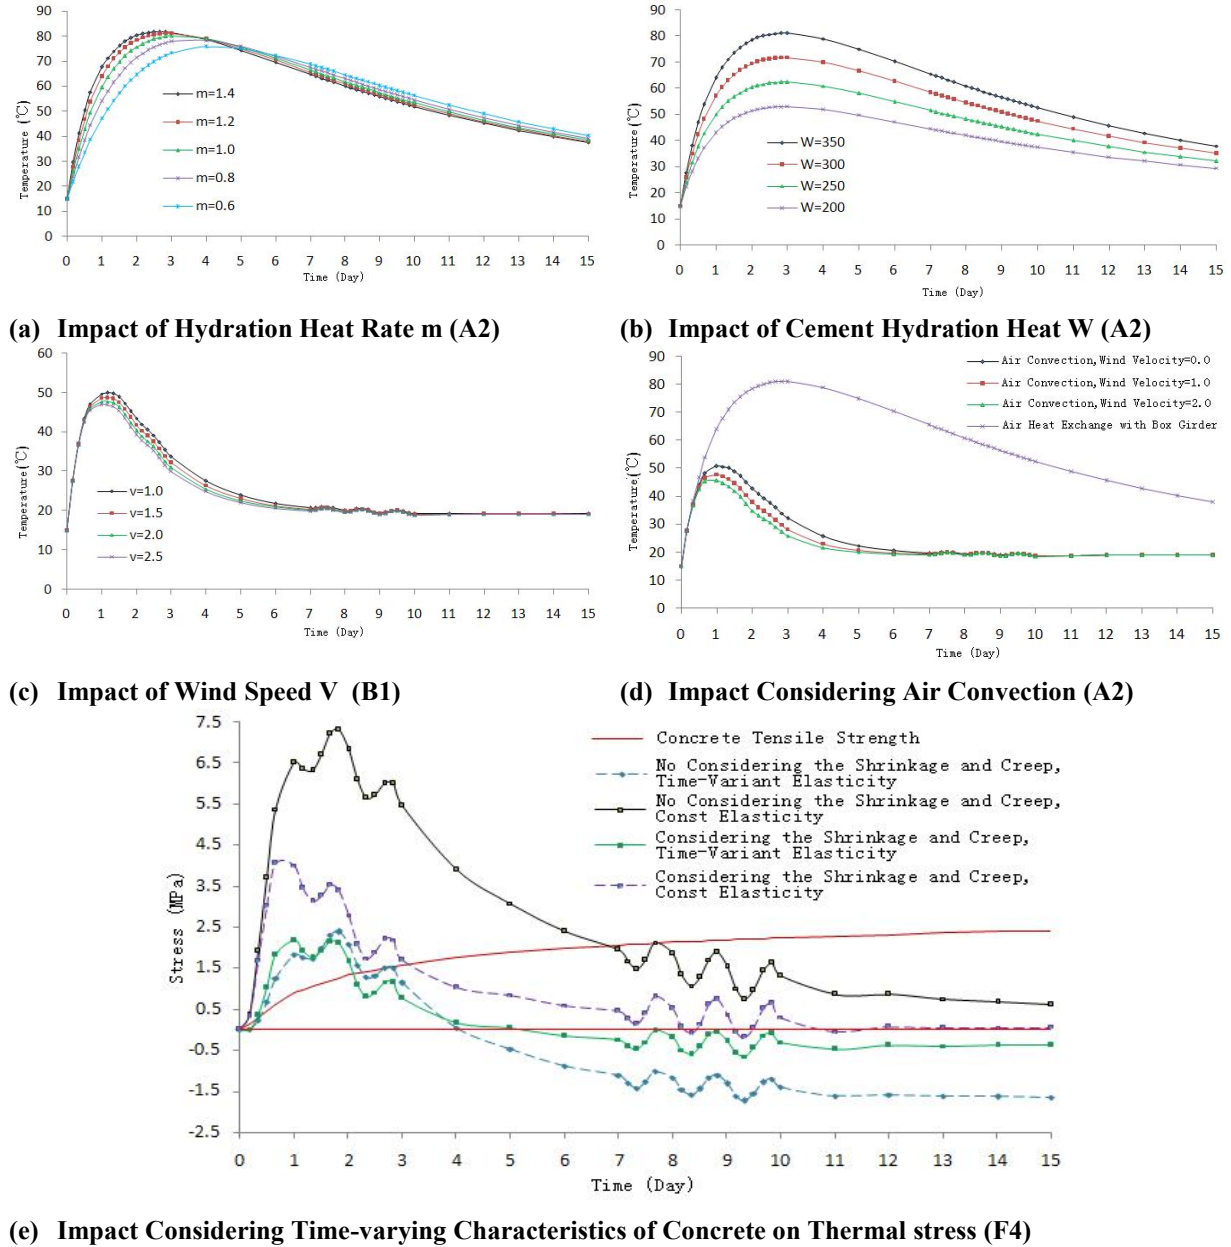 90
80
70
60
50
40
30
20
10
0
Temperature(℃)
m=1.4
m=1.2
m=1.0
m=0.8
m=0.6
0 1 2 3 4 5 6 7 8 9 10 11 12 13 14 15
Time (Day)
(a) Impact of Hydration Heat Rate m (A2)
90
80
70
60
50
40
30
20
10
0
Temperature(℃)
W=350
W=300
W=250
W=200
0 1 2 3 4 5 6 7 8 9 10 11 12 13 14 15
Time (Day)
(b) Impact of Cement Hydration Heat W (A2)
60
50
40
30
20
10
0
Temperature(℃)
v=1.0
v=1.5
v=2.0
v=2.5
0 1 2 3 4 5 6 7 8 9 10 11 12 13 14 15
Time (Day)
(c) Impact of Wind Speed V (B1)
90
80
70
60
50
40
30
20
10
0
Temperature(℃)
Air Convection,Wind Velocity=0.0
Air Convection,Wind Velocity=1.0
Air Convection,Wind Velocity=2.0
Air Heat Exchange with Box Girder
0 1 2 3 4 5 6 7 8 9 10 11 12 13 14 15
Time (Day)
(d) Impact Considering Air Convection (A2)
7.5
6.5
5.5
4.5
3.5
2.5
1.5
0.5
-0.5
-1.5
-2.5
Stress (MPa)
Concrete Tensile Strength
No Considering the Shrinkage and Creep,
Time-Variant Elasticity
No Considering the Shrinkage and Creep,
Const Elasticity
Considering the Shrinkage and Creep,
Time-Variant Elasticity
Considering the Shrinkage and Creep,
Const Elasticity
0 1 2 3 4 5 6 7 8 9 10 11 12 13 14 15
Time (Day)
(e) Impact Considering Time-varying Characteristics of Concrete on Thermal stress (F4)